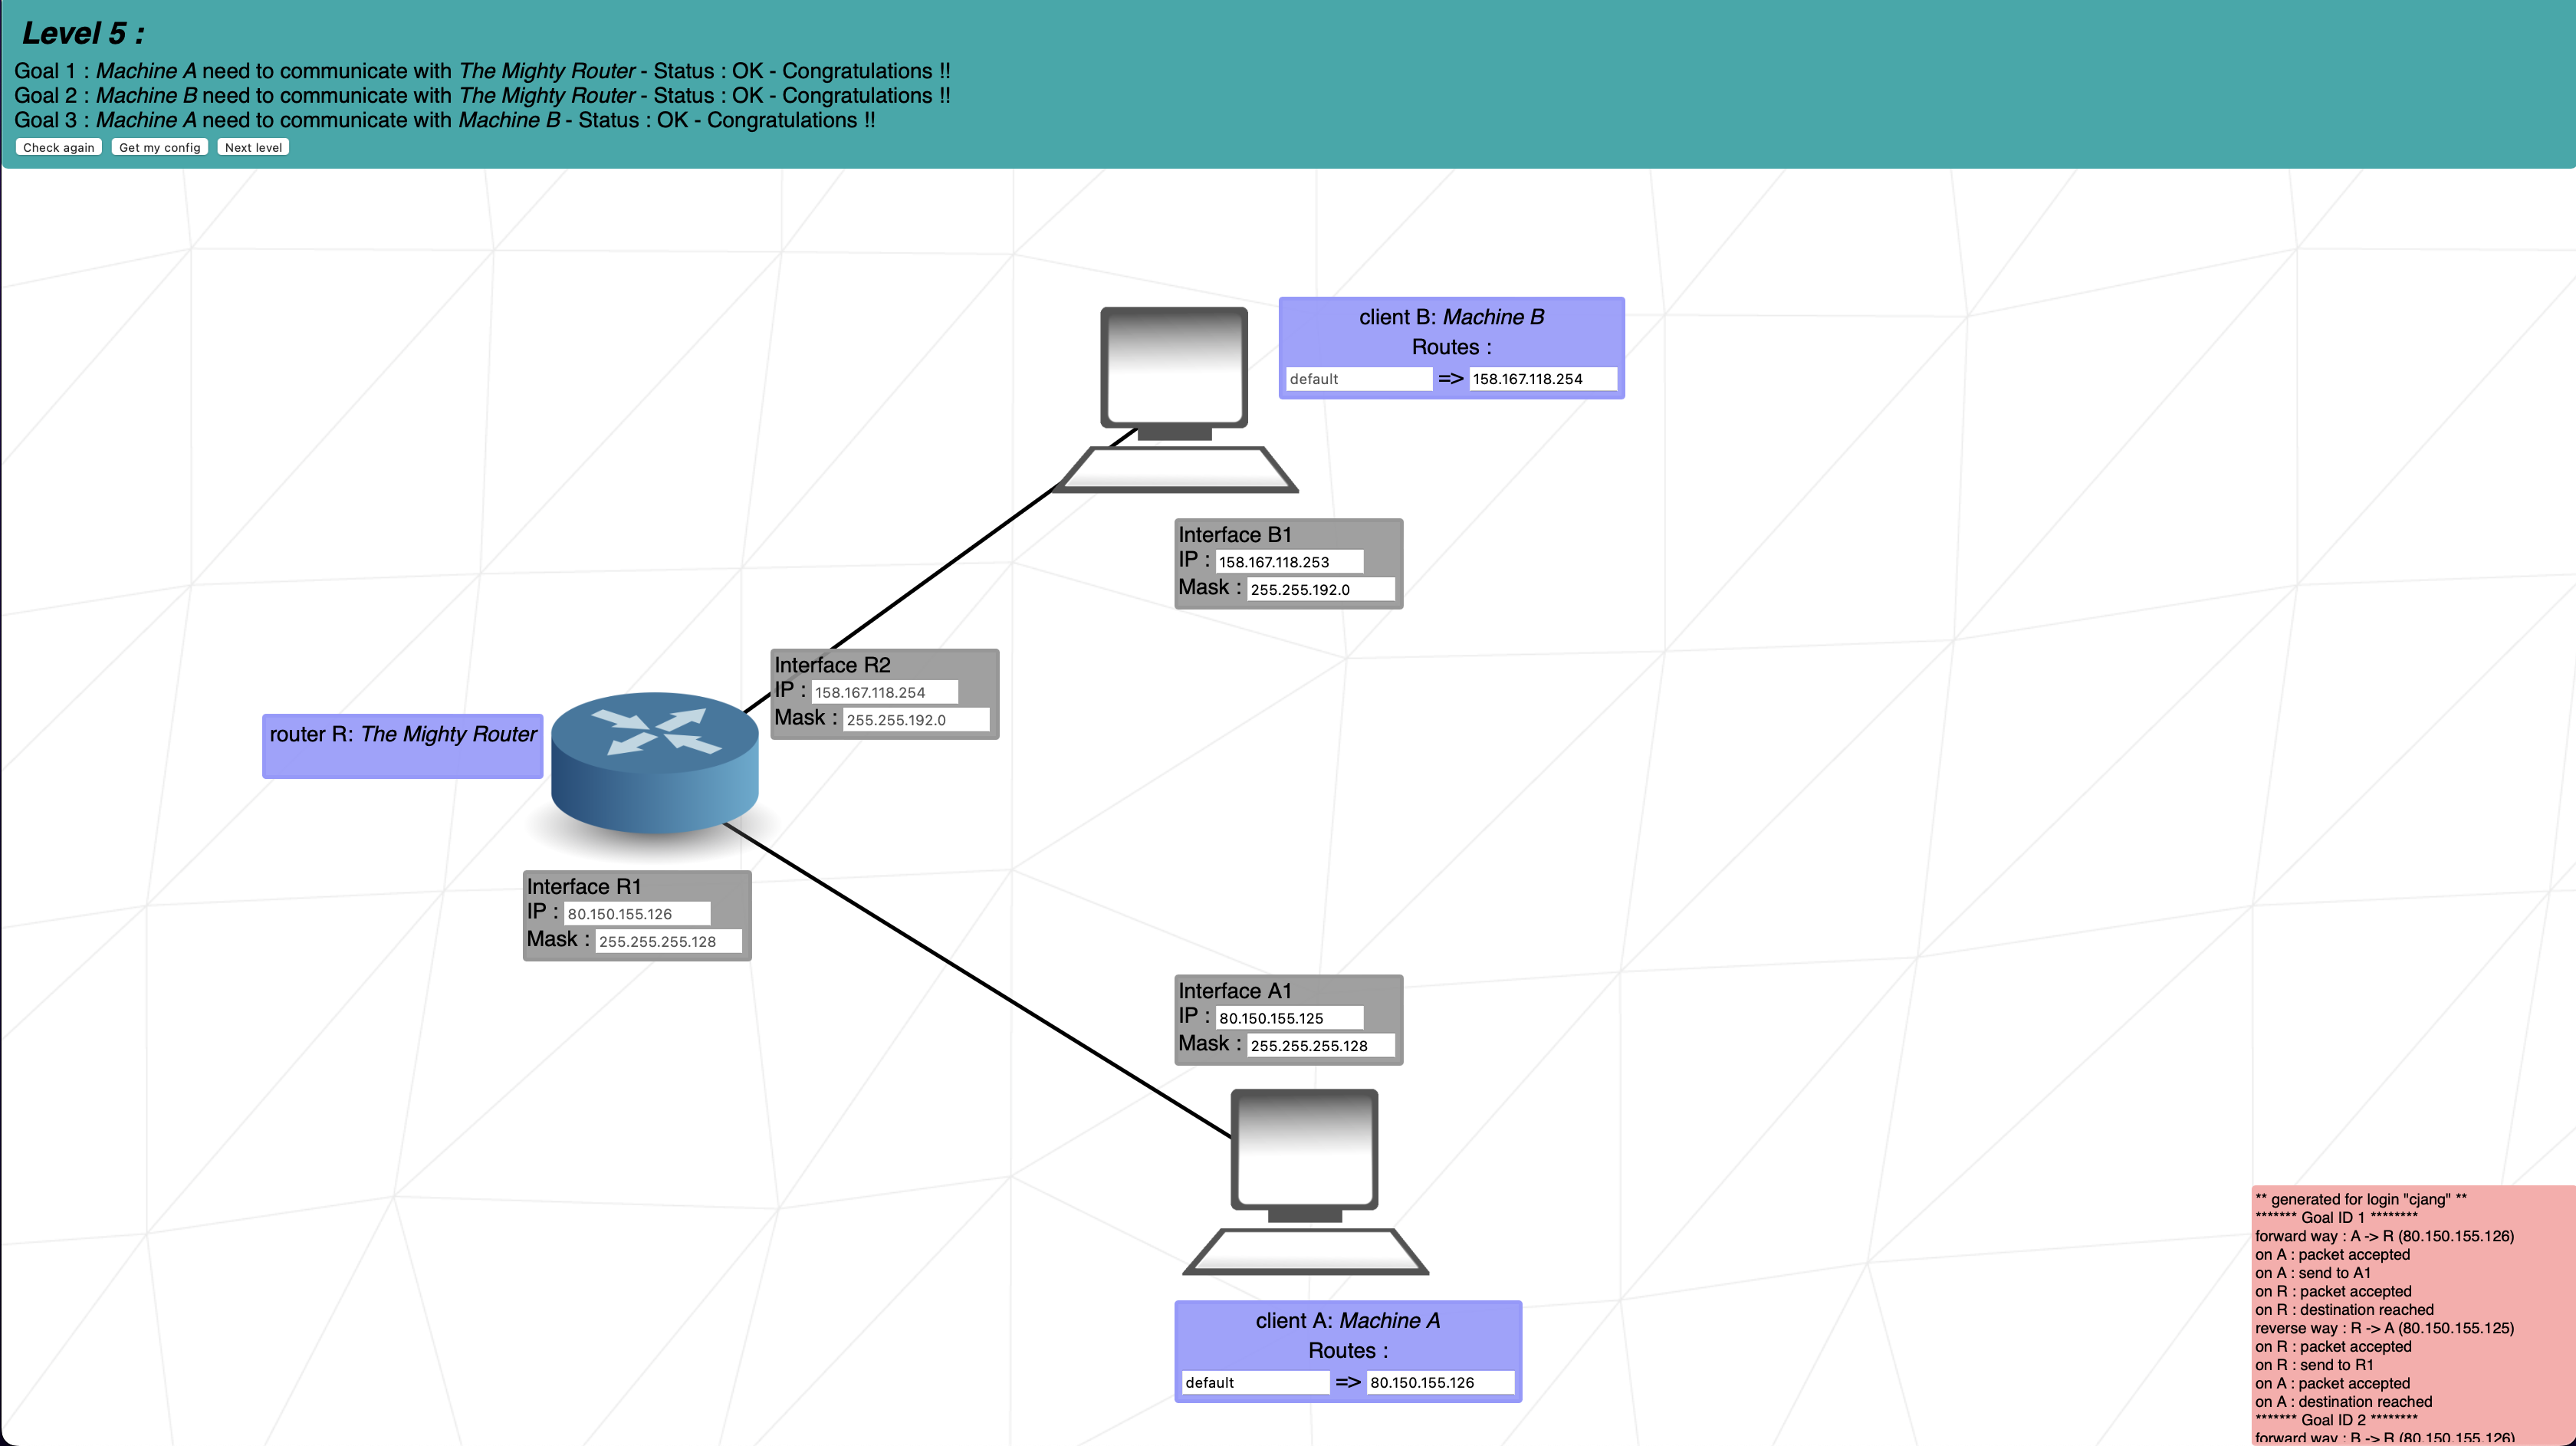 Level 5 :
Goal 1 : Machine A need to communicate with The Mighty Router - Status : OK - Congratulations !!
Goal 2 : Machine B need to communicate with The Mighty Router - Status : OK - Congratulations !!
Goal 3 : Machine A need to communicate with Machine B - Status : OK - Congratulations !!
Check again Get my config Next level
client B: Machine B
Routes :
default => 158.167.118.254
Interface B1
IP : 158.167.118.253
Mask : 255.255.192.0
Interface R2
IP : 158.167.118.254
Mask : 255.255.192.0
router R: The Mighty Router
Interface R1
IP : 80.150.155.126
Mask : 255.255.255.128
Interface A1
IP : 80.150.155.125
Mask : 255.255.255.128
client A: Machine A
Routes :
default => 80.150.155.126
** generated for login "cjang" **
******* Goal ID 1 ********
forward way : A -> R (80.150.155.126)
on A : packet accepted
on A : send to A1
on R : packet accepted
on R : destination reached
reverse way : R -> A (80.150.155.125)
on R : packet accepted
on R : send to R1
on A : packet accepted
on A : destination reached
******* Goal ID 2 ********
forward way : B -> R (80.150.155.126)